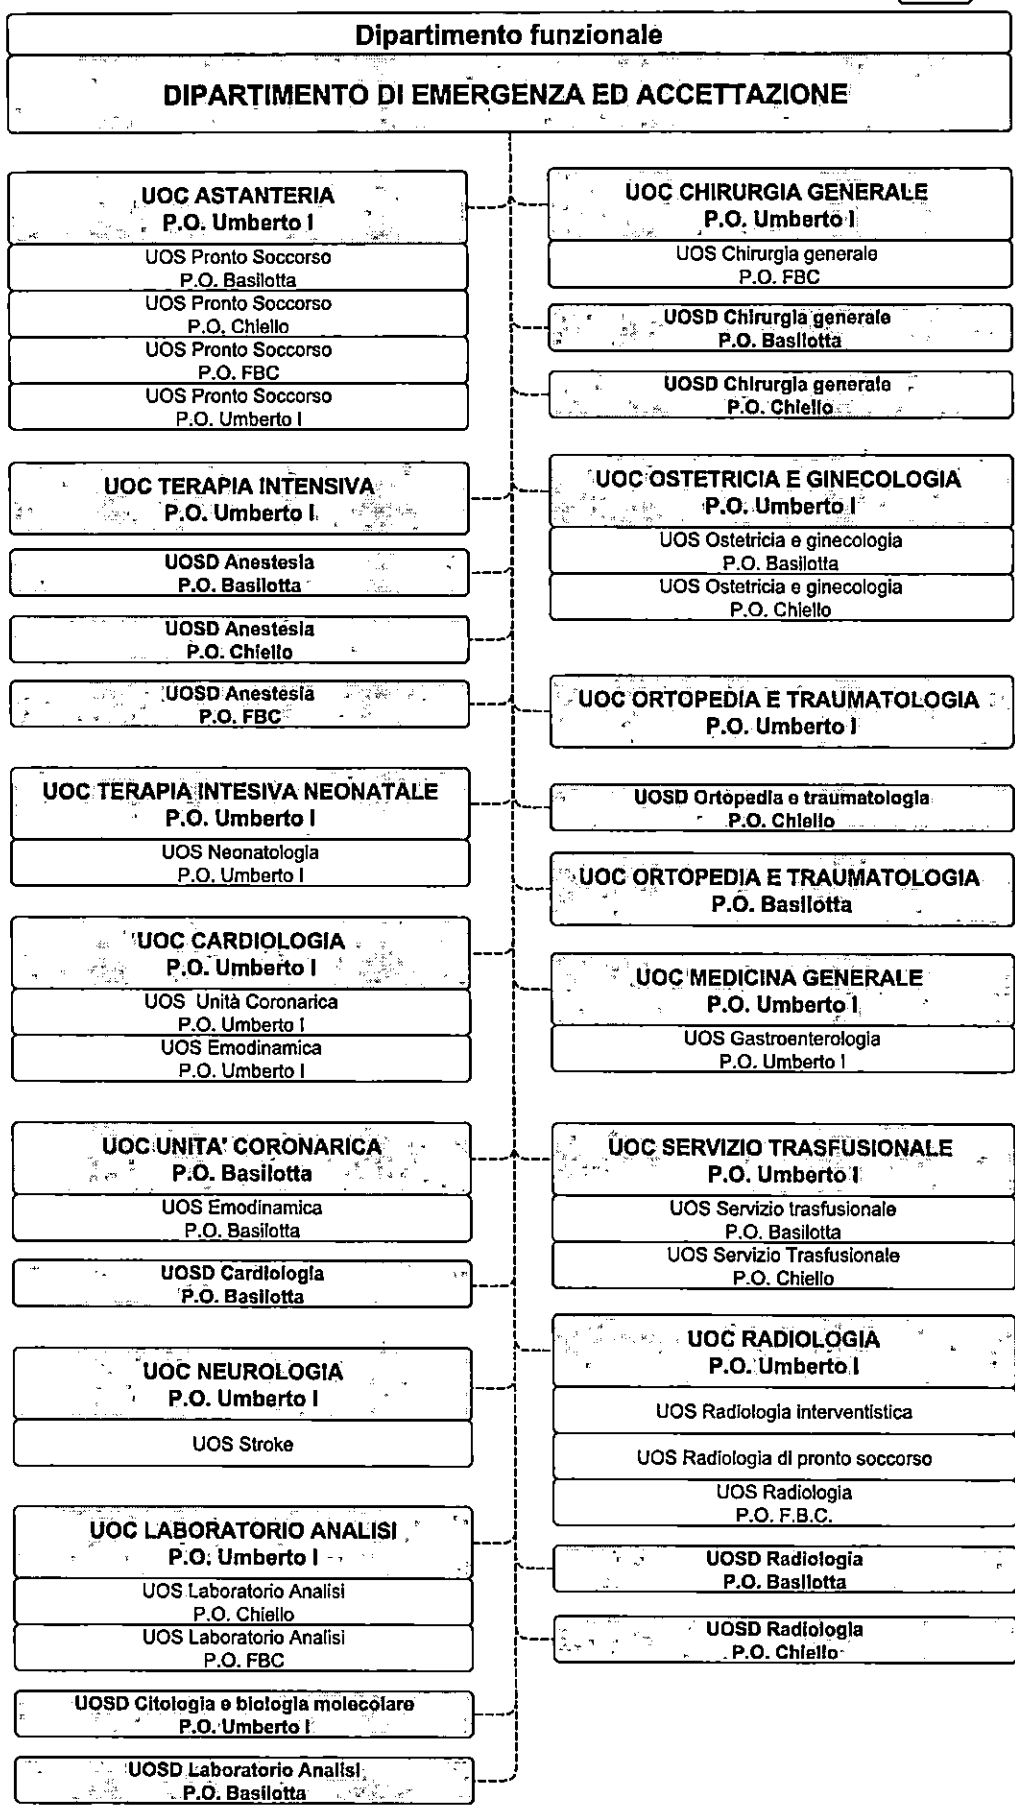 Dipartimento funzionale
DIPARTIMENTO DI EMERGENZA ED ACCETTAZIONE
UOC ASTANTERIA
P.O. Umberto I
UOS Pronto Soccorso
P.O. Basilotta
UOS Pronto Soccorso
P.O. Chiello
UOS Pronto Soccorso
P.O. FBC
UOS Pronto Soccorso
P.O. Umberto I
UOC TERAPIA INTENSIVA
P.O. Umberto I
UOSD Anestesia
P.O. Basilotta
UOSD Anestesia
P.O. Chiello
UOSD Anestesia
P.O. FBC
UOC TERAPIA INTESIVA NEONATALE
P.O. Umberto I
UOS Neonatologia
P.O. Umberto I
UOC CARDIOLOGIA
P.O. Umberto I
UOS Unità Coronarica
P.O. Umberto I
UOS Emodinamica
P.O. Umberto I
UOC UNITA' CORONARICA
P.O. Basilotta
UOS Emodinamica
P.O. Basilotta
UOSD Cardiologia
P.O. Basilotta
UOC NEUROLOGIA
P.O. Umberto I
UOS Stroke
UOC LABORATORIO ANALISI
P.O. Umberto I
UOS Laboratorio Analisi
P.O. Chiello
UOS Laboratorio Analisi
P.O. FBC
UOSD Citologia e biologia molecolare
P.O. Umberto I
UOSD Laboratorio Analisi
P.O. Basilotta
UOC CHIRURGIA GENERALE
P.O. Umberto I
UOS Chirurgia generale
P.O. FBC
UOSD Chirurgia generale
P.O. Basilotta
UOSD Chirurgia generale
P.O. Chiello
UOC OSTETRICIA E GINECOLOGIA
P.O. Umberto I
UOS Ostetricia e ginecologia
P.O. Basilotta
UOS Ostetricia e ginecologia
P.O. Chiello
UOC ORTOPEDIA E TRAUMATOLOGIA
P.O. Umberto I
UOSD Ortopedia e traumatologia
P.O. Chiello
UOC ORTOPEDIA E TRAUMATOLOGIA
P.O. Basilotta
UOC MEDICINA GENERALE
P.O. Umberto I
UOS Gastroenterologia
P.O. Umberto I
UOC SERVIZIO TRASFUSIONALE
P.O. Umberto I
UOS Servizio trasfusionale
P.O. Basilotta
UOS Servizio Trasfusionale
P.O. Chiello
UOC RADIOLOGIA
P.O. Umberto I
UOS Radiologia interventistica
UOS Radiologia di pronto soccorso
UOS Radiologia
P.O. F.B.C.
UOSD Radiologia
P.O. Basilotta
UOSD Radiologia
P.O. Chiello